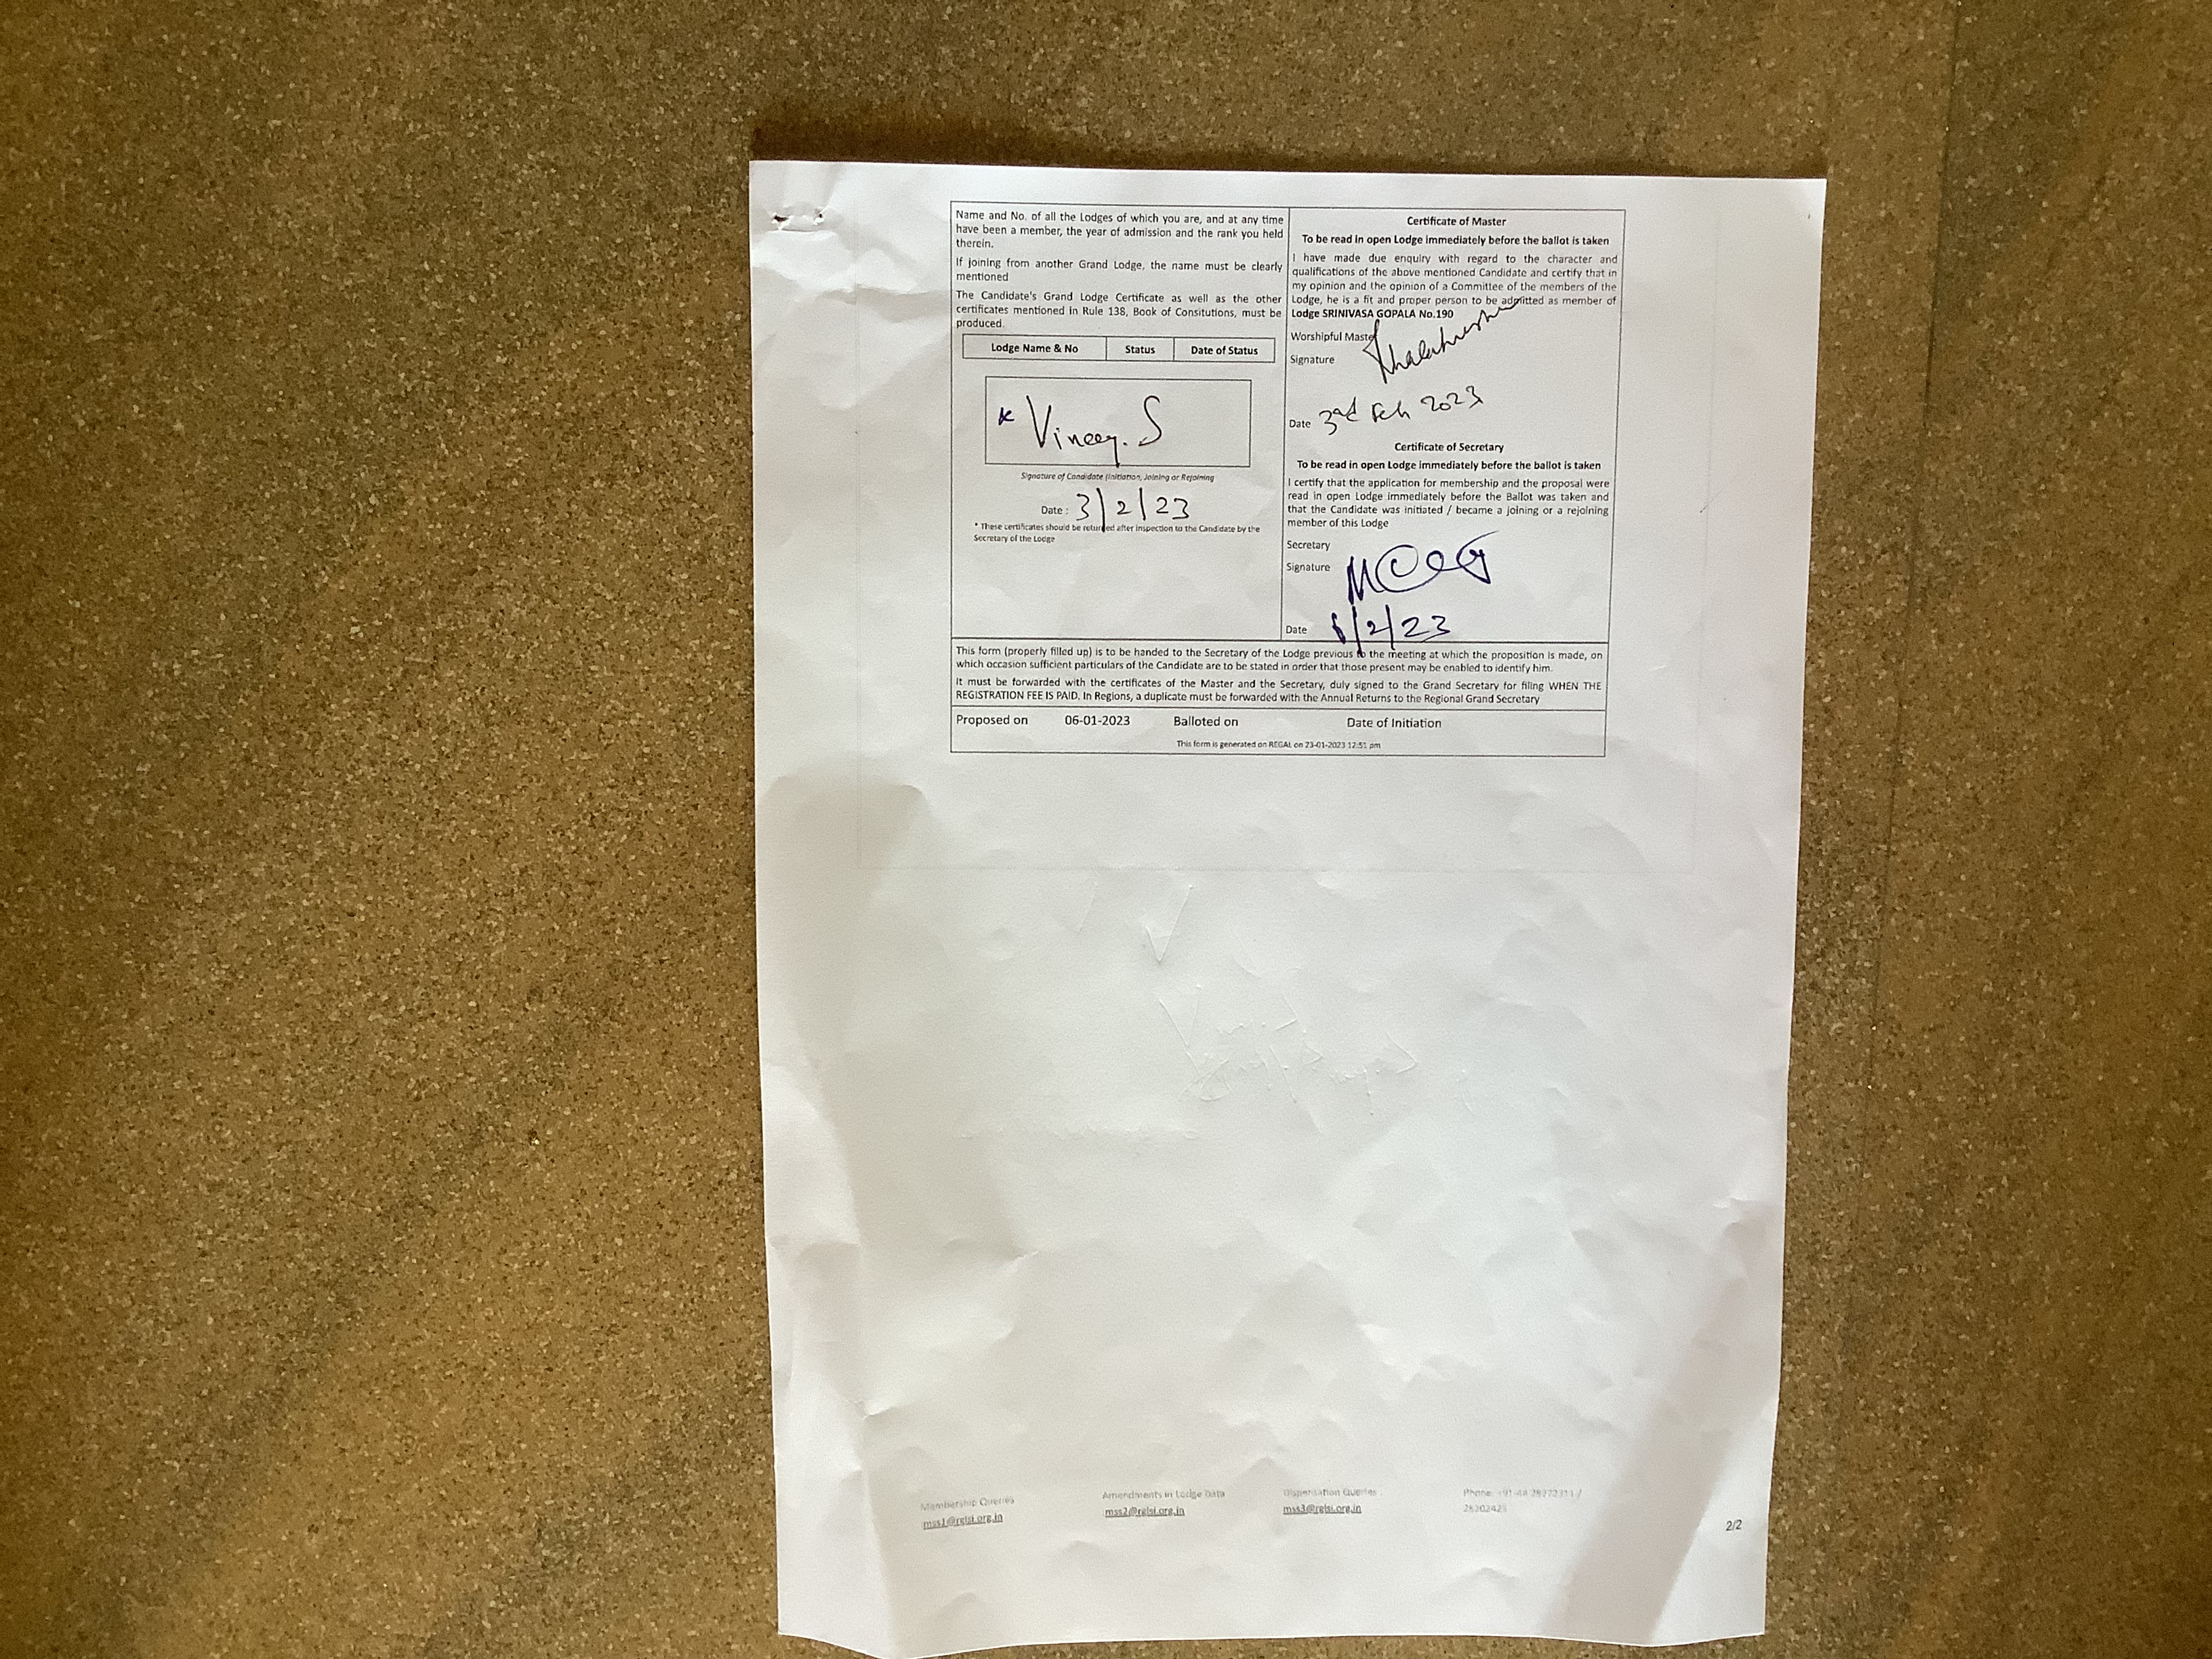 Name and No. of all the Lodges of which you are, and at any time
have been a member, the year of admission and the rank you held
therein.
If joining from another Grand Lodge, the name must be clearly
mentioned
The Candidate's Grand Lodge Certificate as well as the other
certificates mentioned in Rule 138, Book of Consitutions, must be
produced.
Lodge Name & No Status Date of Status
Vinay. S
Signature of Candidate (Initiation, Joining or Rejoining
Date : 3/2/23
* These certificates should be returned after inspection to the Candidate by the
Secretary of the Lodge
Certificate of Master
To be read in open Lodge immediately before the ballot is taken
I have made due enquiry with regard to the character and
qualifications of the above mentioned Candidate and certify that in
my opinion and the opinion of a Committee of the members of the
Lodge, he is a fit and proper person to be admitted as member of
Lodge SRINIVASA GOPALA No.190
Worshipful Master
Signature
Date 3rd Feb 2023
Certificate of Secretary
To be read in open Lodge immediately before the ballot is taken
I certify that the application for membership and the proposal were
read in open Lodge immediately before the Ballot was taken and
that the Candidate was initiated / became a joining or a rejoining
member of this Lodge
Secretary
Signature
Date /2/23
This form (properly filled up) is to be handed to the Secretary of the Lodge previous to the meeting at which the proposition is made, on
which occasion sufficient particulars of the Candidate are to be stated in order that those present may be enabled to identify him.
It must be forwarded with the certificates of the Master and the Secretary, duly signed to the Grand Secretary for filing WHEN THE
REGISTRATION FEE IS PAID. In Regions, a duplicate must be forwarded with the Annual Returns to the Regional Grand Secretary
Proposed on 06-01-2023 Balloted on Date of Initiation
This form is generated on REGAL on 23-01-2023 12:51 pm
Membership Queries Amendments in Lodge Data Dispensation Queries : Phone: +91-44
mss1@rglsi.org.in mss2@rglsi.org.in mss3@rglsi.org.in
2/2